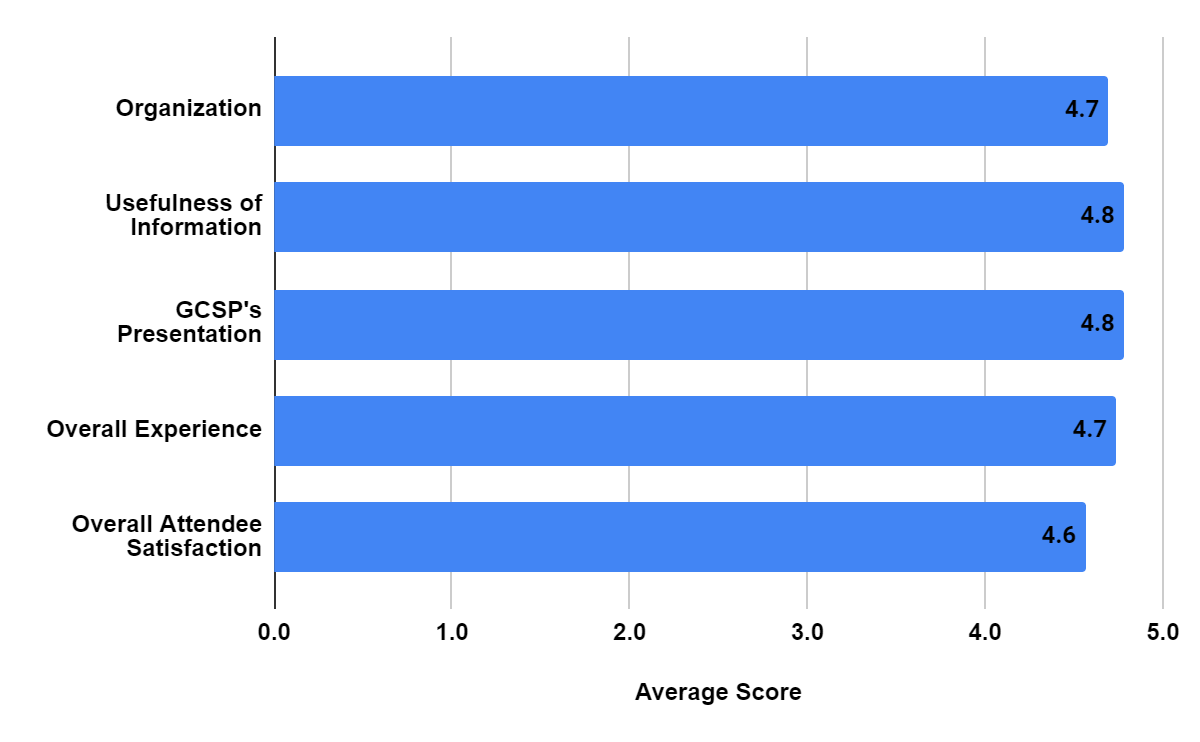 Organization
4.7
Usefulness of
Information
4.8
GCSP's
Presentation
4.8
Overall Experience
4.7
Overall Attendee
Satisfaction
4.6
0.0 1.0 2.0 3.0 4.0 5.0
Average Score